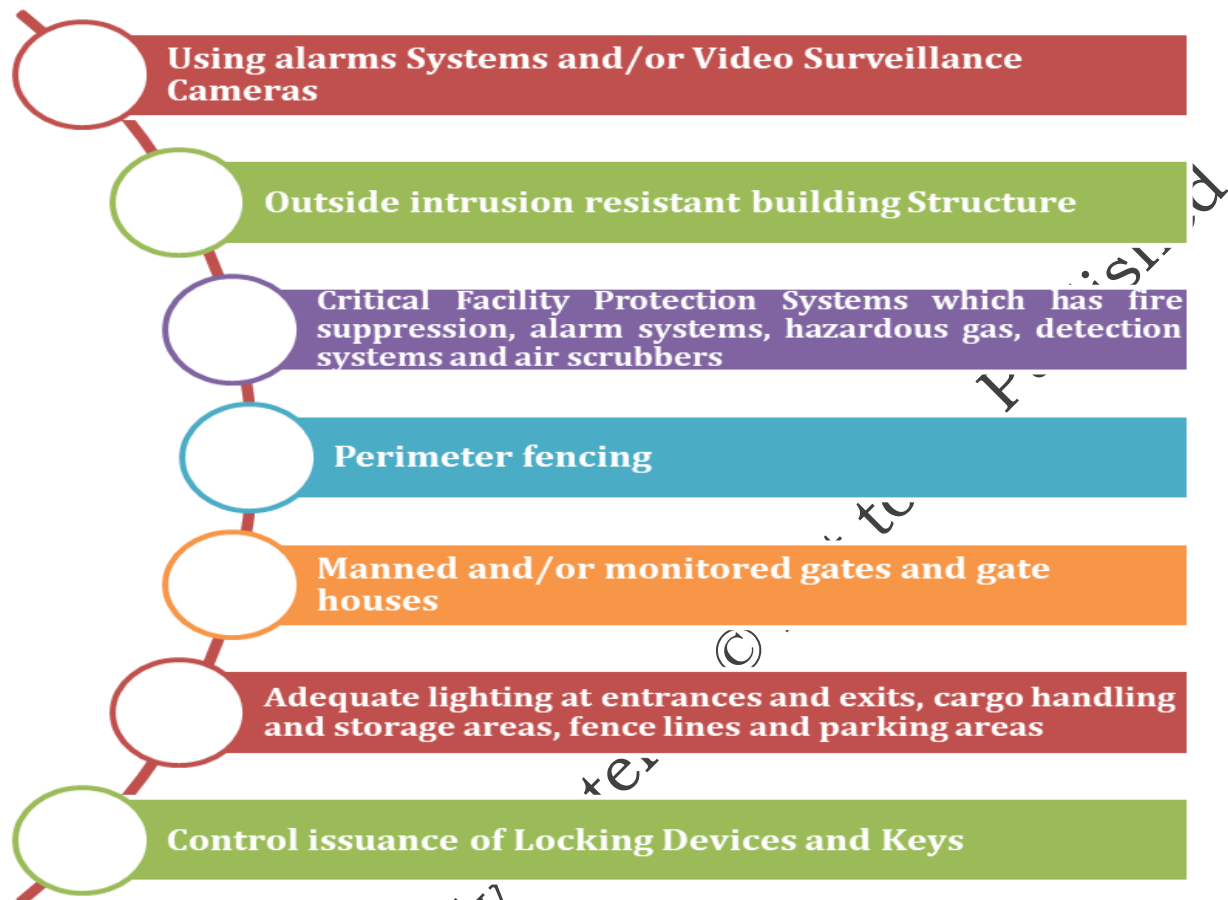 Using alarms Systems and/or Video Surveillance
Cameras
Outside intrusion resistant building Structure
Critical Facility Protection Systems which has fire
suppression, alarm systems, hazardous gas, detection
systems and air scrubbers
Perimeter fencing
Manned and/or monitored gates and gate
houses
Adequate lighting at entrances and exits, cargo handling
and storage areas, fence lines and parking areas
Control issuance of Locking Devices and Keys
©
to